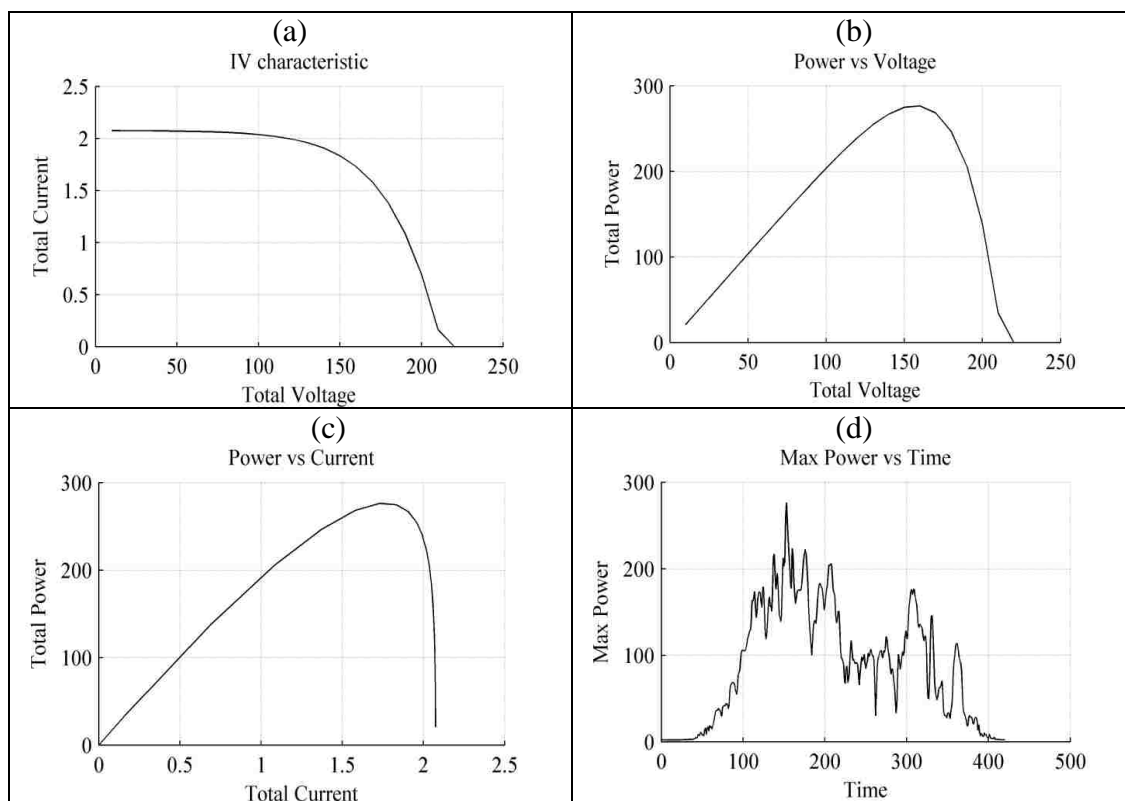 (a)
IV characteristic
2.5
2
1.5
1
0.5
0
Total Current
0
50
100
150
200
250
Total Voltage
(b)
Power vs Voltage
300
200
100
0
Total Power
0
50
100
150
200
250
Total Voltage
(c)
Power vs Current
300
200
100
0
Total Power
0
0.5
1
1.5
2
2.5
Total Current
(d)
Max Power vs Time
300
200
100
0
Max Power
0
100
200
300
400
500
Time